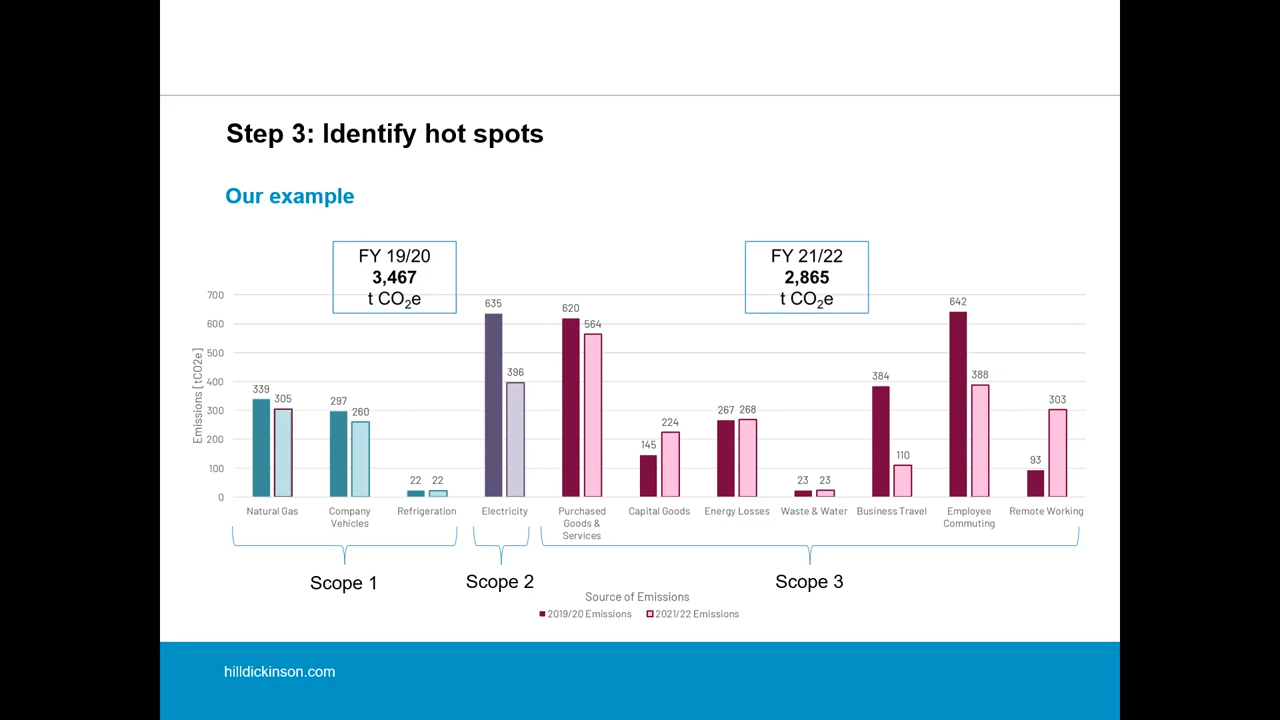 Step 3: Identify hot spots
Our example
FY 19/20
3,467
t CO₂e
FY 21/22
2,865
t CO₂e
Emissions [tCO2e]
700
600
500
400
300
200
100
0
339
305
297
260
22
22
635
396
620
564
145
224
267
268
23
23
384
110
642
388
93
303
Natural Gas
Company
Vehicles
Refrigeration
Electricity
Purchased
Goods &
Services
Capital Goods
Energy Losses
Waste & Water
Business Travel
Employee
Commuting
Remote Working
Scope 1
Scope 2
Scope 3
Source of Emissions
2019/20 Emissions
2021/22 Emissions
hilldickinson.com